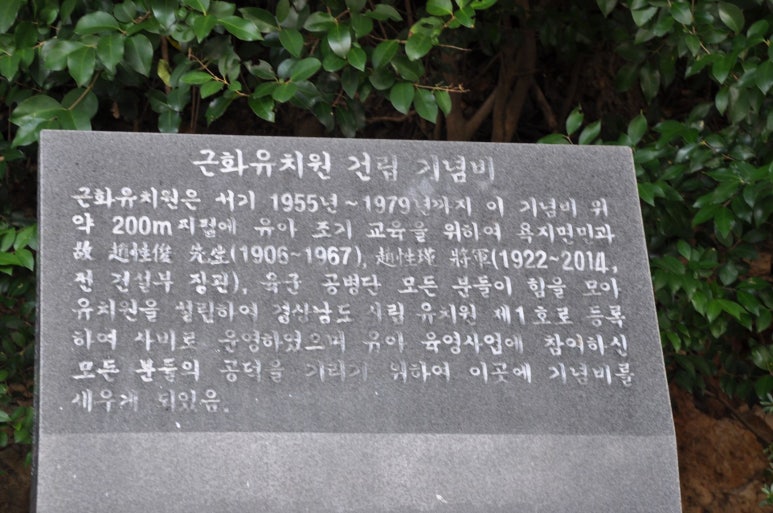 근화유치원 건립 기념비
근화유치원은 서기 1955년~1979년까지 이 기념비 위
약 200m지점에 유아 조기 교육을 위하여 욕지면민과
故 趙性俊 先生(1906~1967), 趙性瑾 將軍(1922~2014,
전 건설부 장관), 육군 공병단 모든 분들이 힘을 모아
유치원을 설립하여 경상남도 사립 유치원 제1호로 등록
하여 사비로 운영하였으며 유아 육영사업에 참여하신
모든 분들의 공덕을 기리기 위하여 이곳에 기념비를
세우게 되었음.